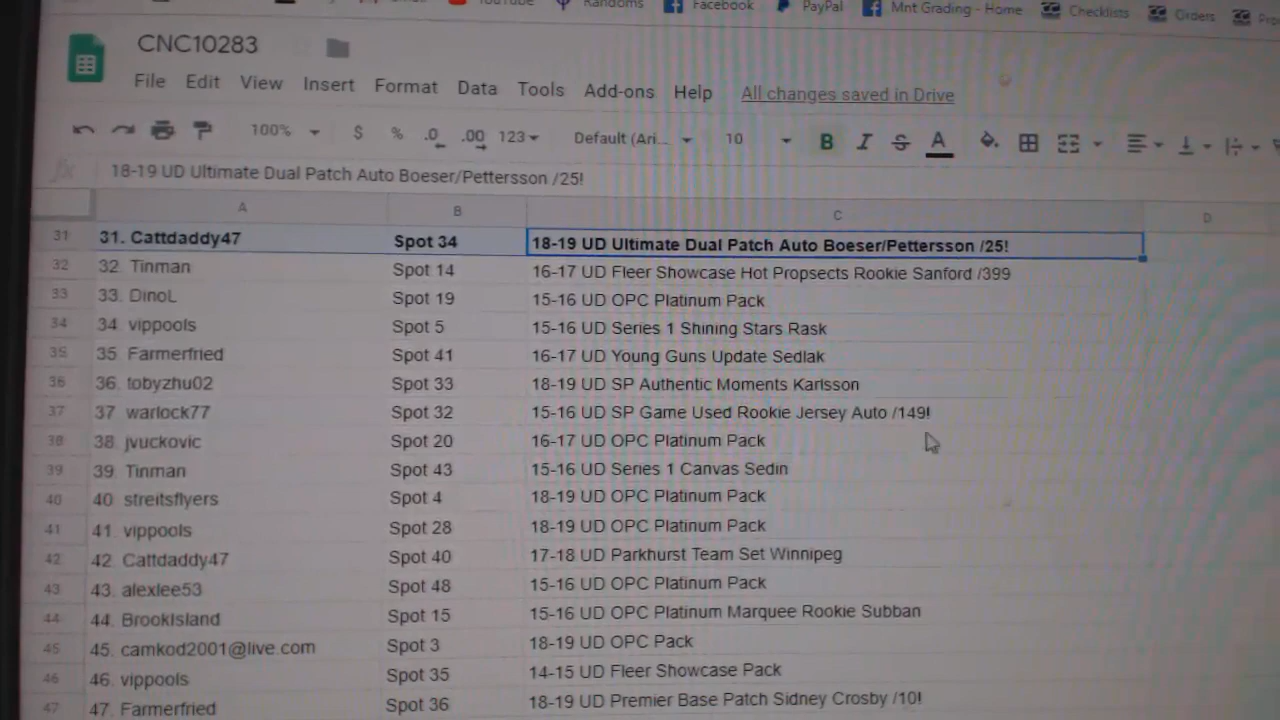 YouTube Randoms Facebook PayPal Mnt Grading - Home Checklists Orders
CNC10283
File Edit View Insert Format Data Tools Add-ons Help All changes saved in Drive
100% $ % .0 .00 123 Default (Ari... 10 B I S A
fx 18-19 UD Ultimate Dual Patch Auto Boeser/Pettersson /25!
A B C D
31 31. Cattdaddy47 Spot 34 18-19 UD Ultimate Dual Patch Auto Boeser/Pettersson /25!
32 32. Tinman Spot 14 16-17 UD Fleer Showcase Hot Propsects Rookie Sanford /399
33 33. DinoL Spot 19 15-16 UD OPC Platinum Pack
34 34. vippools Spot 5 15-16 UD Series 1 Shining Stars Rask
35 35. Farmerfried Spot 41 16-17 UD Young Guns Update Sedlak
36 36. tobyzhu02 Spot 33 18-19 UD SP Authentic Moments Karlsson
37 37. warlock77 Spot 32 15-16 UD SP Game Used Rookie Jersey Auto /149!
38 38. jvuckovic Spot 20 16-17 UD OPC Platinum Pack
39 39. Tinman Spot 43 15-16 UD Series 1 Canvas Sedin
40 40. streitsflyers Spot 4 18-19 UD OPC Platinum Pack
41 41. vippools Spot 28 18-19 UD OPC Platinum Pack
42 42. Cattdaddy47 Spot 40 17-18 UD Parkhurst Team Set Winnipeg
43 43. alexlee53 Spot 48 15-16 UD OPC Platinum Pack
44 44. BrookIsland Spot 15 15-16 UD OPC Platinum Marquee Rookie Subban
45 45. camkod2001@live.com Spot 3 18-19 UD OPC Pack
46 46. vippools Spot 35 14-15 UD Fleer Showcase Pack
47 47. Farmerfried Spot 36 18-19 UD Premier Base Patch Sidney Crosby /10!